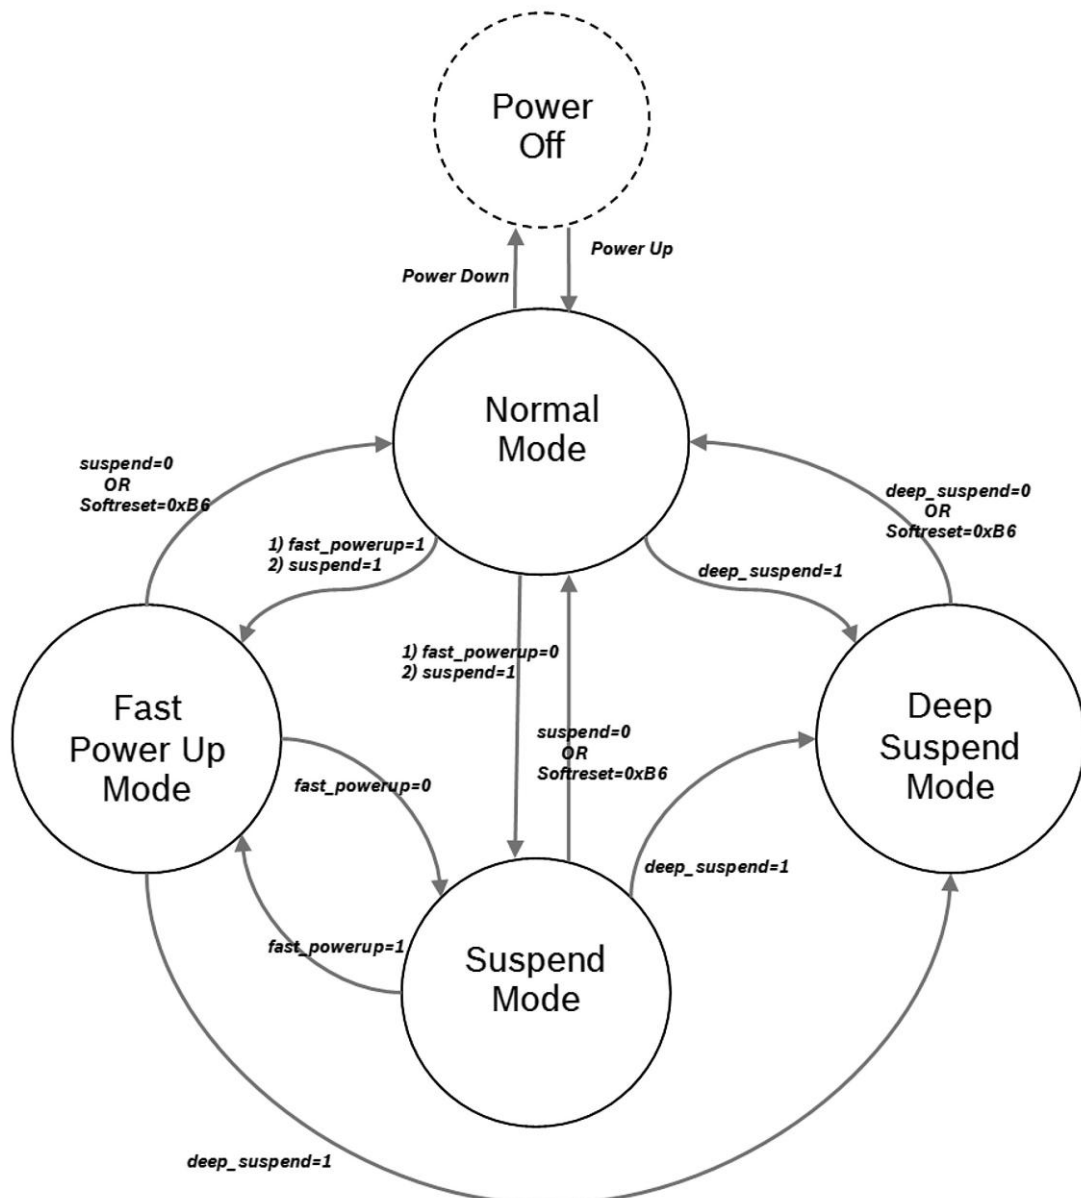 Power
Off
Power Up
Power Down
Normal
Mode
suspend=0
OR
Softreset=0xB6
deep_suspend=0
OR
Softreset=0xB6
1) fast_powerup=1
2) suspend=1
deep_suspend=1
1) fast_powerup=0
2) suspend=1
Fast
Power Up
Mode
Deep
Suspend
Mode
suspend=0
OR
Softreset=0xB6
fast_powerup=0
deep_suspend=1
fast_powerup=1
Suspend
Mode
deep_suspend=1